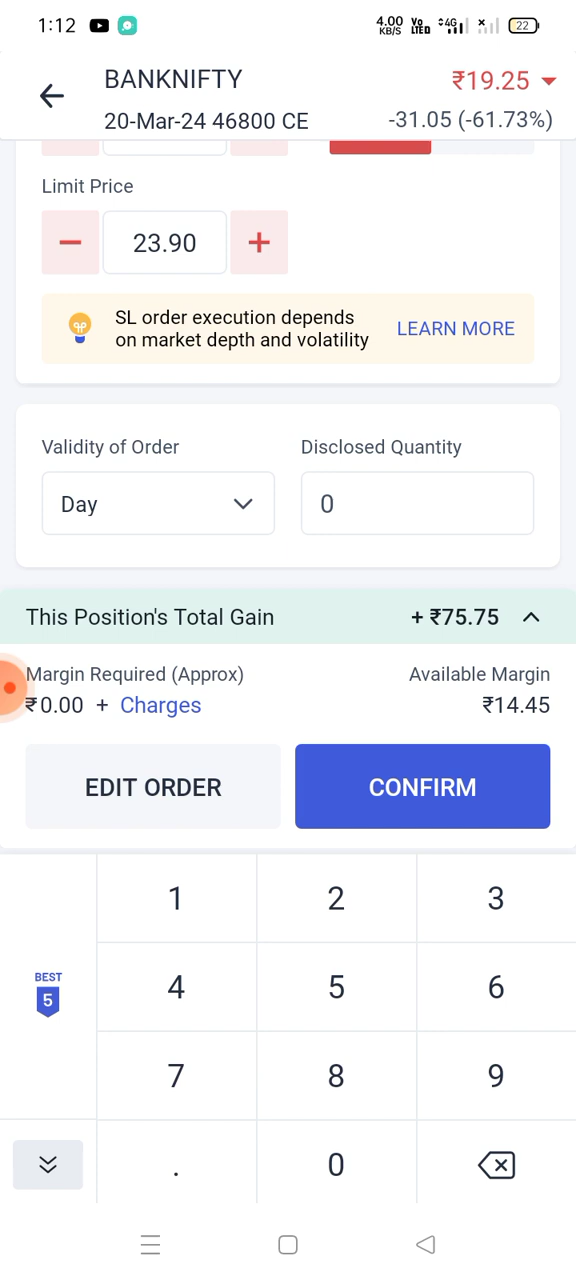 1:12 4.00 KB/S Vo LTED 4G 22
BANKNIFTY ₹19.25
20-Mar-24 46800 CE -31.05 (-61.73%)
Limit Price
− 23.90 +
SL order execution depends
on market depth and volatility
LEARN MORE
Validity of Order Disclosed Quantity
Day 0
This Position's Total Gain + ₹75.75
Margin Required (Approx) Available Margin
₹0.00 + Charges ₹14.45
EDIT ORDER CONFIRM
1 2 3
BEST
5
4 5 6
7 8 9
. 0